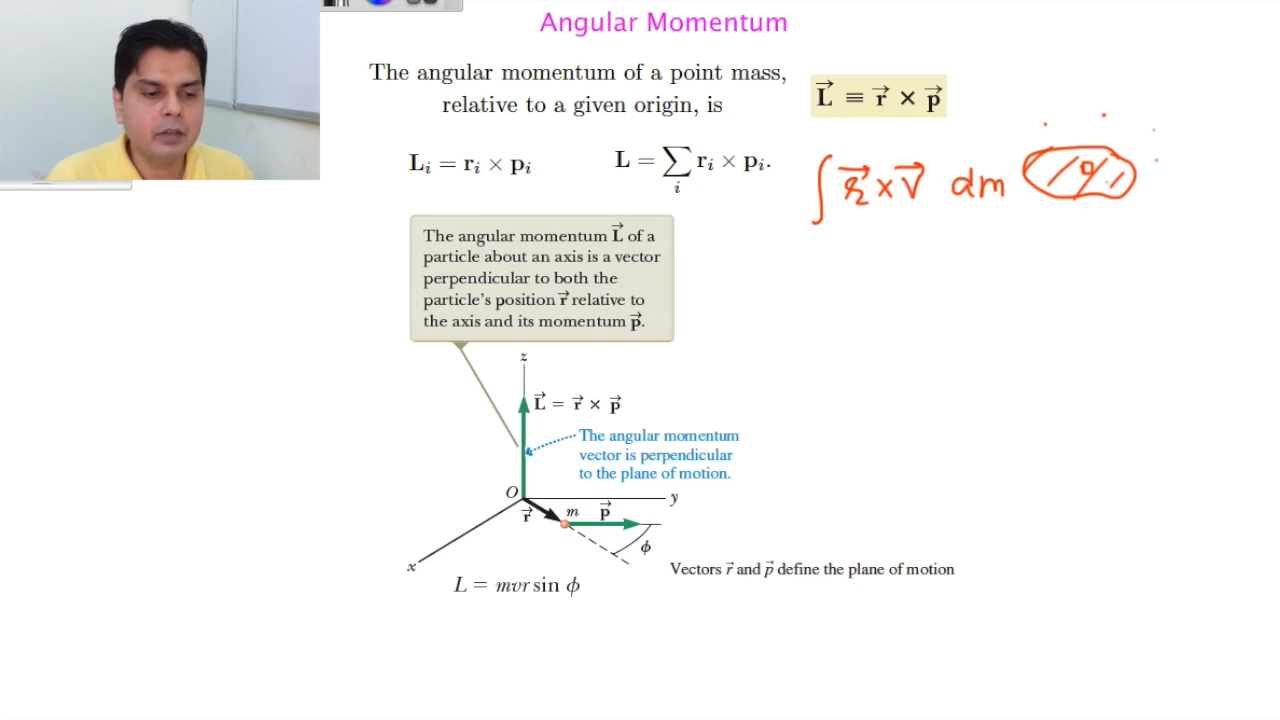 Angular Momentum
The angular momentum of a point mass,
relative to a given origin, is
L⃗ ≡ r⃗ × p⃗
Lᵢ = rᵢ × pᵢ
L = ∑ᵢ rᵢ × pᵢ.
∫ r⃗ × v⃗ dm
The angular momentum L⃗ of a
particle about an axis is a vector
perpendicular to both the
particle's position r⃗ relative to
the axis and its momentum p⃗.
z
L⃗ = r⃗ × p⃗
The angular momentum
vector is perpendicular
to the plane of motion.
O
y
r⃗
m
p⃗
ϕ
x
L = mvr sin ϕ
Vectors r⃗ and p⃗ define the plane of motion